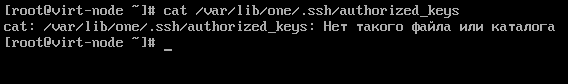 [root@virt-node ~]# cat /var/lib/one/.ssh/authorized_keys
cat: /var/lib/one/.ssh/authorized_keys: Нет такого файла или каталога
[root@virt-node ~]# _